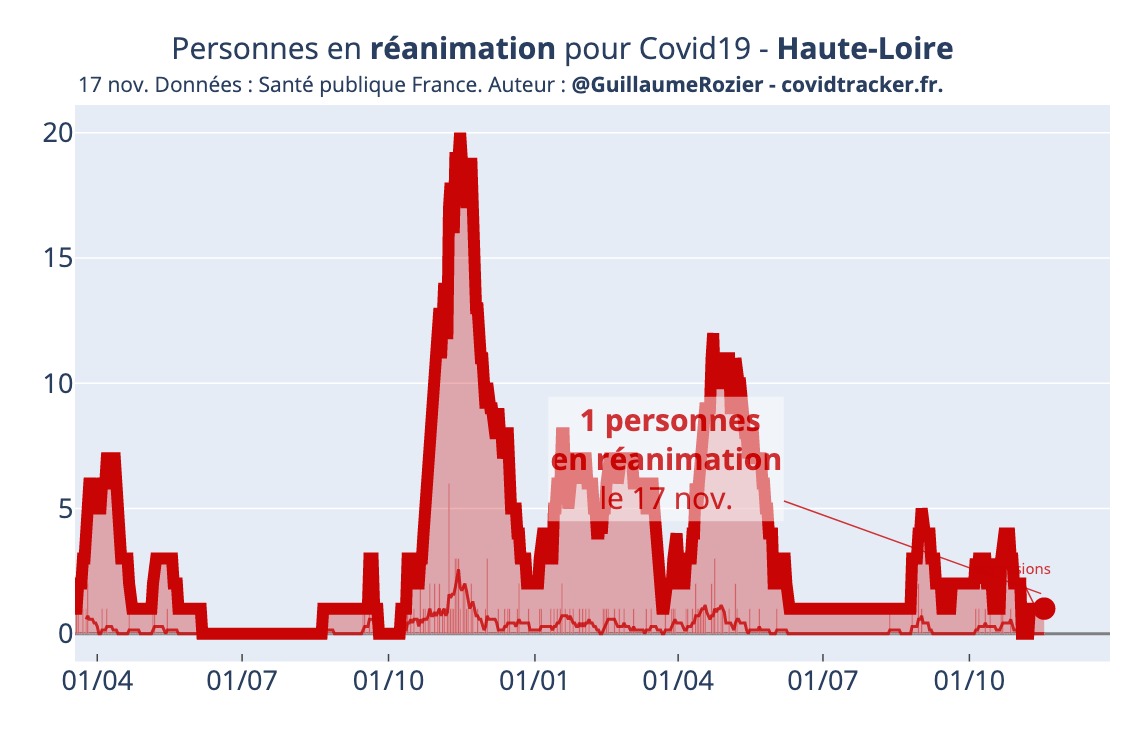 Personnes en réanimation pour Covid19 - Haute-Loire
17 nov. Données : Santé publique France. Auteur : @GuillaumeRozier - covidtracker.fr.
20
15
10
5
0
1 personnes
en réanimation
le 17 nov.
01/04
01/07
01/10
01/01
01/04
01/07
01/10